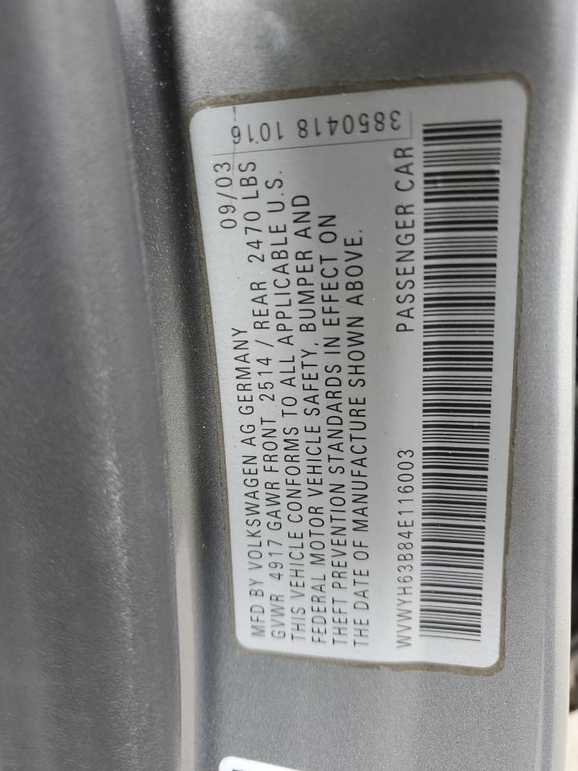 MFD BY VOLKSWAGEN AG GERMANY 09/03
GVWR 4917 GAWR FRONT 2514 / REAR 2470 LBS
THIS VEHICLE CONFORMS TO ALL APPLICABLE U.S.
FEDERAL MOTOR VEHICLE SAFETY, BUMPER AND
THEFT PREVENTION STANDARDS IN EFFECT ON
THE DATE OF MANUFACTURE SHOWN ABOVE.
WVWYH63B84E116003 PASSENGER CAR
3850418 1016